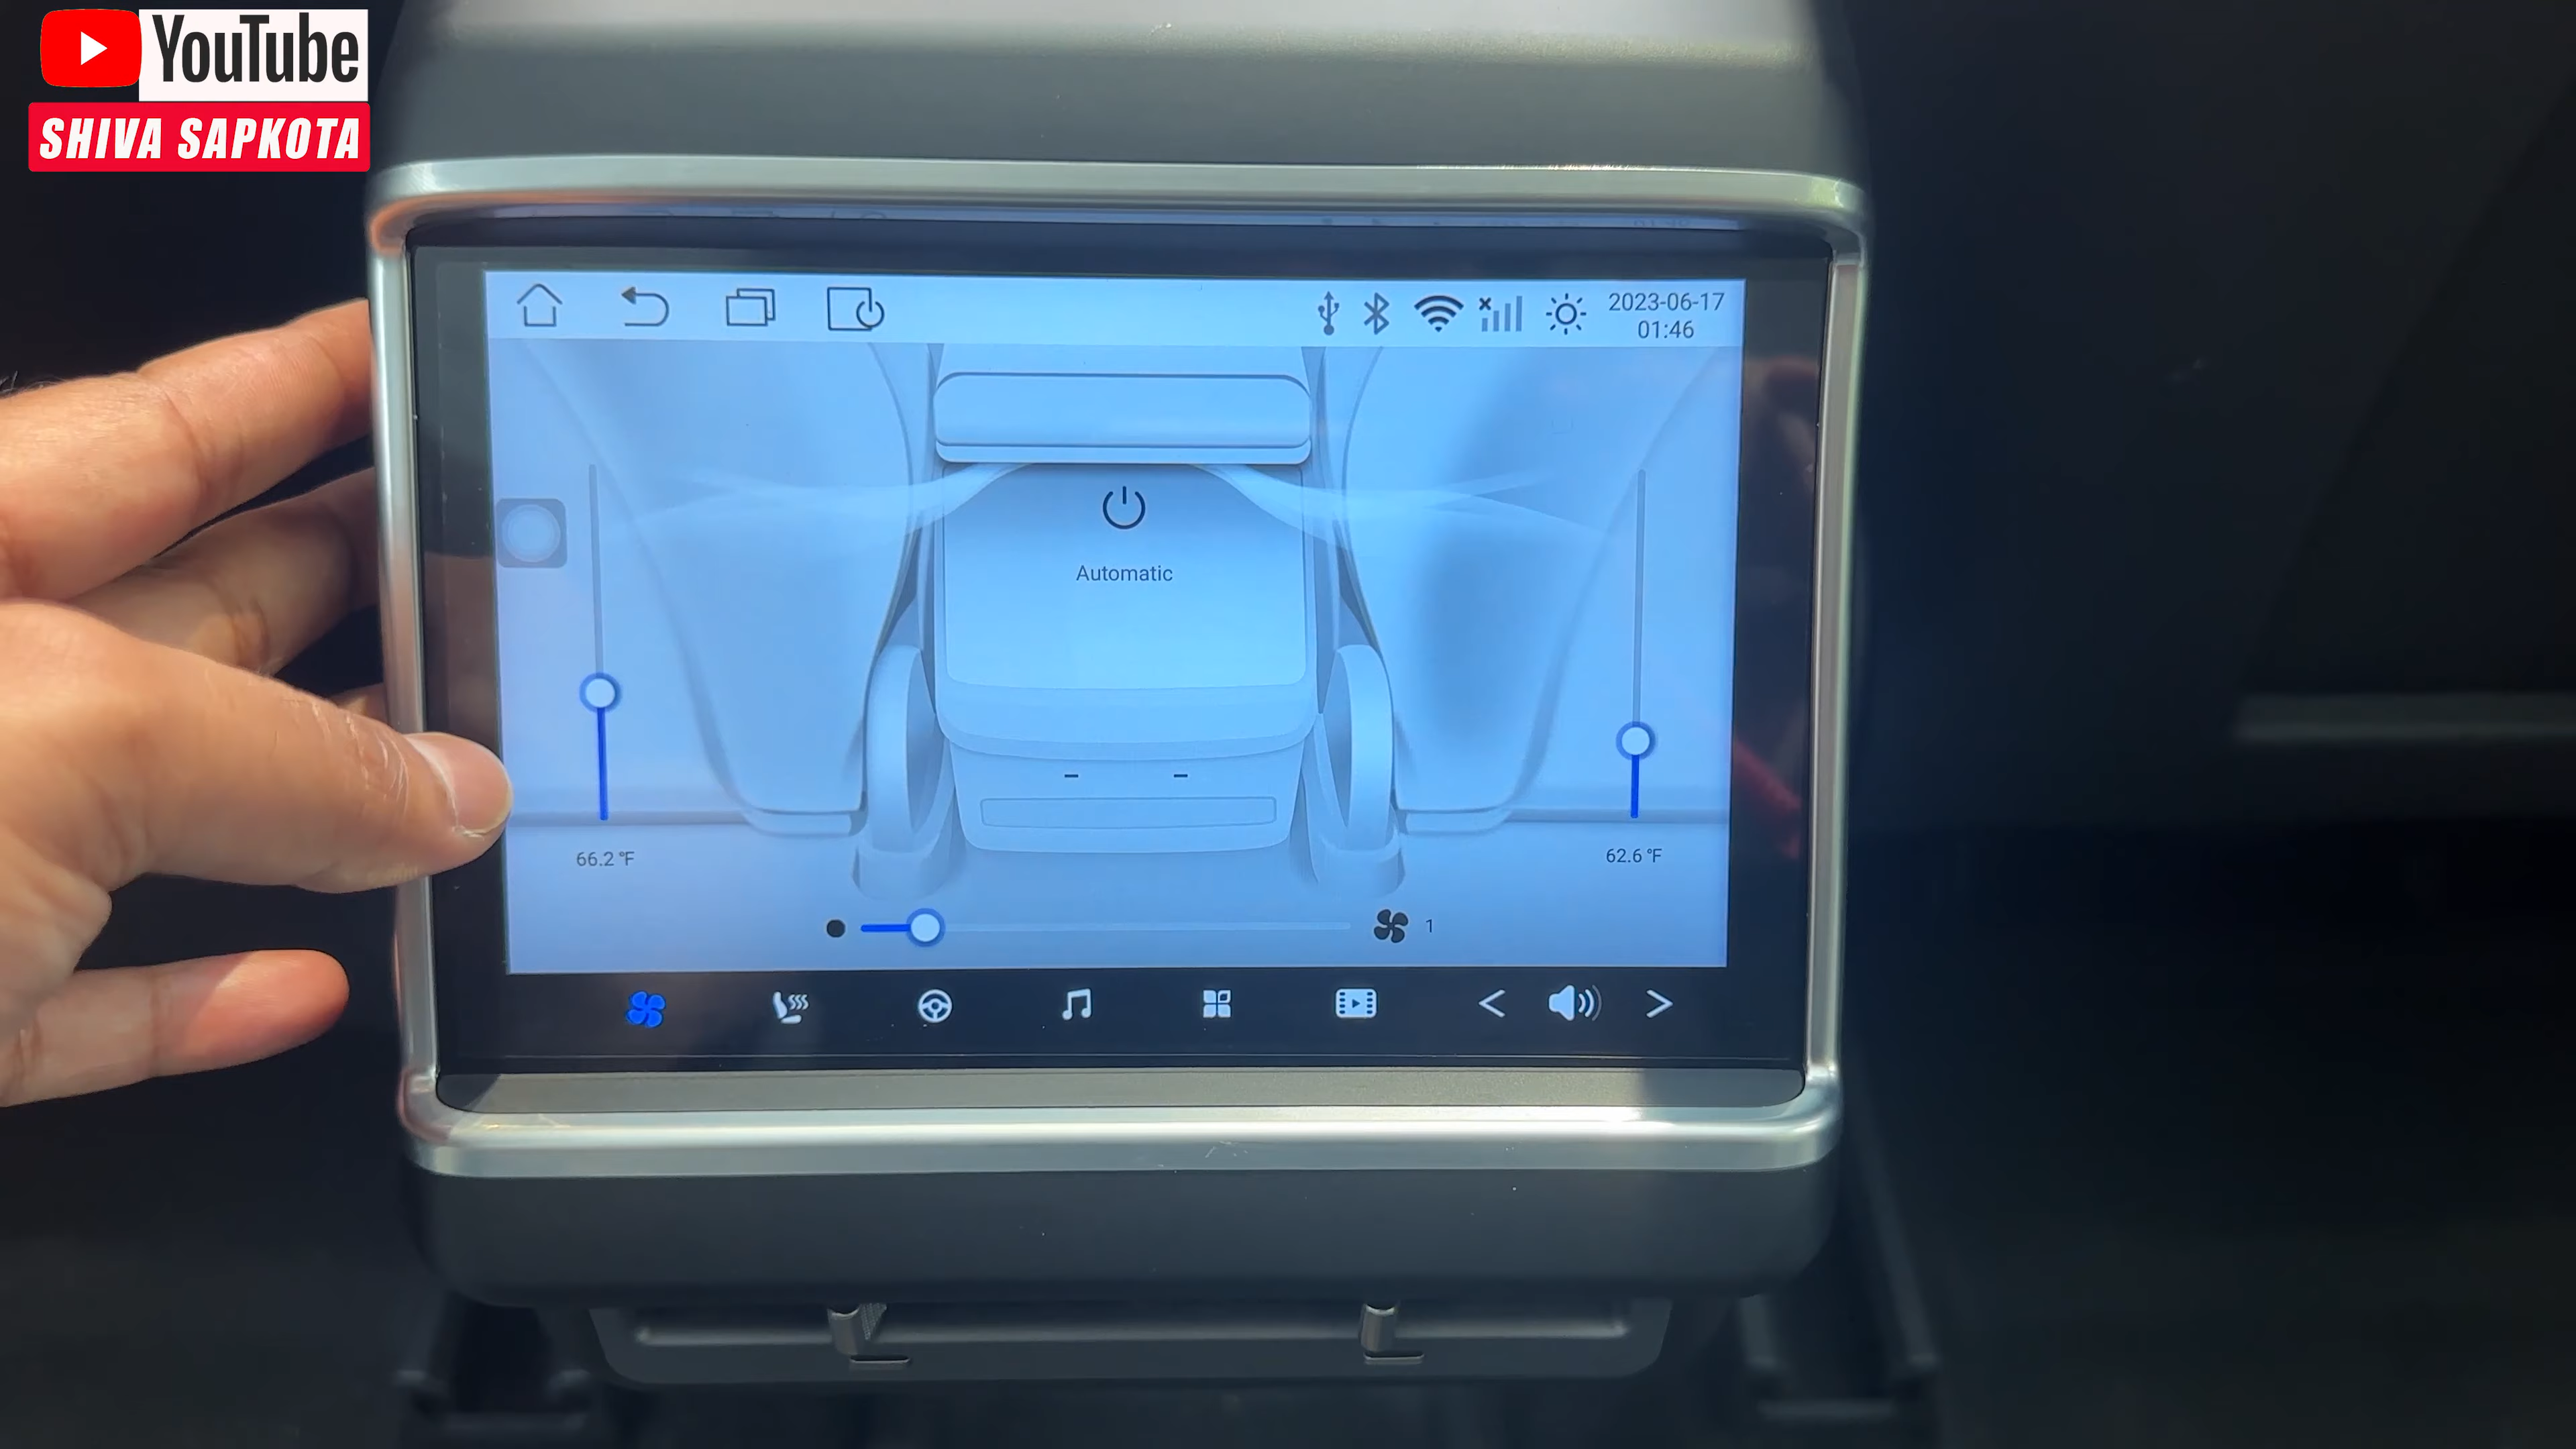 YouTube
SHIVA SAPKOTA
2023-06-17
01:46
Automatic
66.2 °F
62.6 °F
1